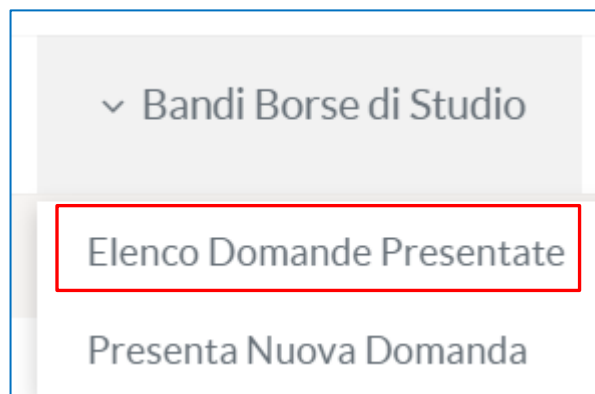 Bandi Borse di Studio
Elenco Domande Presentate
Presenta Nuova Domanda